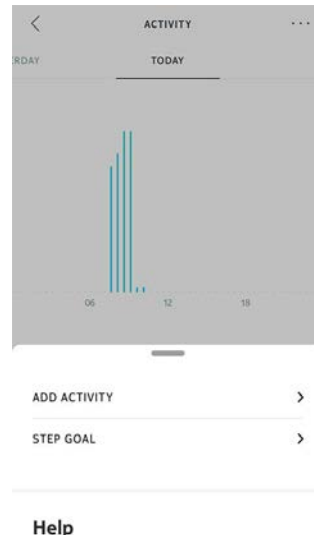 ACTIVITY
RDAY TODAY
06 12 18
ADD ACTIVITY
STEP GOAL
Help